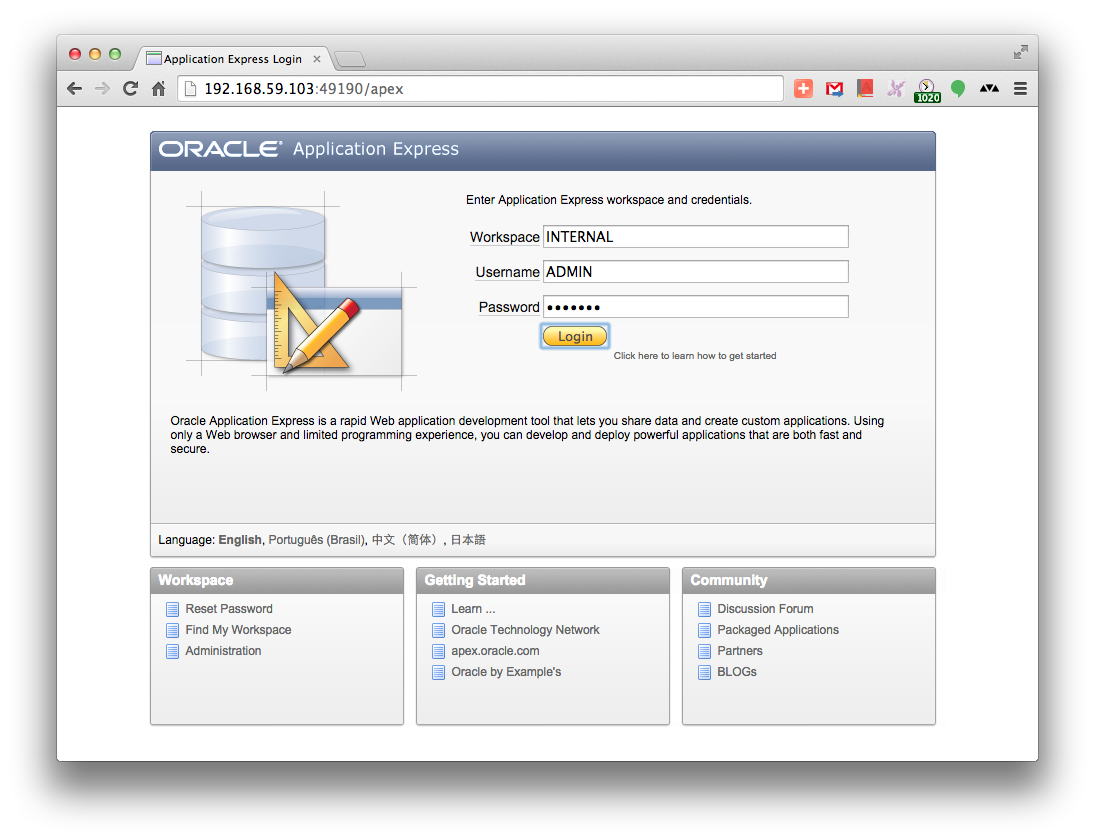 Application Express Login
192.168.59.103:49190/apex
1020
ORACLE® Application Express
Enter Application Express workspace and credentials.
Workspace INTERNAL
Username ADMIN
Password •••••••
Login
Click here to learn how to get started
Oracle Application Express is a rapid Web application development tool that lets you share data and create custom applications. Using
only a Web browser and limited programming experience, you can develop and deploy powerful applications that are both fast and
secure.
Language: English, Português (Brasil), 中文（简体）, 日本語
Workspace
Reset Password
Find My Workspace
Administration
Getting Started
Learn ...
Oracle Technology Network
apex.oracle.com
Oracle by Example's
Community
Discussion Forum
Packaged Applications
Partners
BLOGs